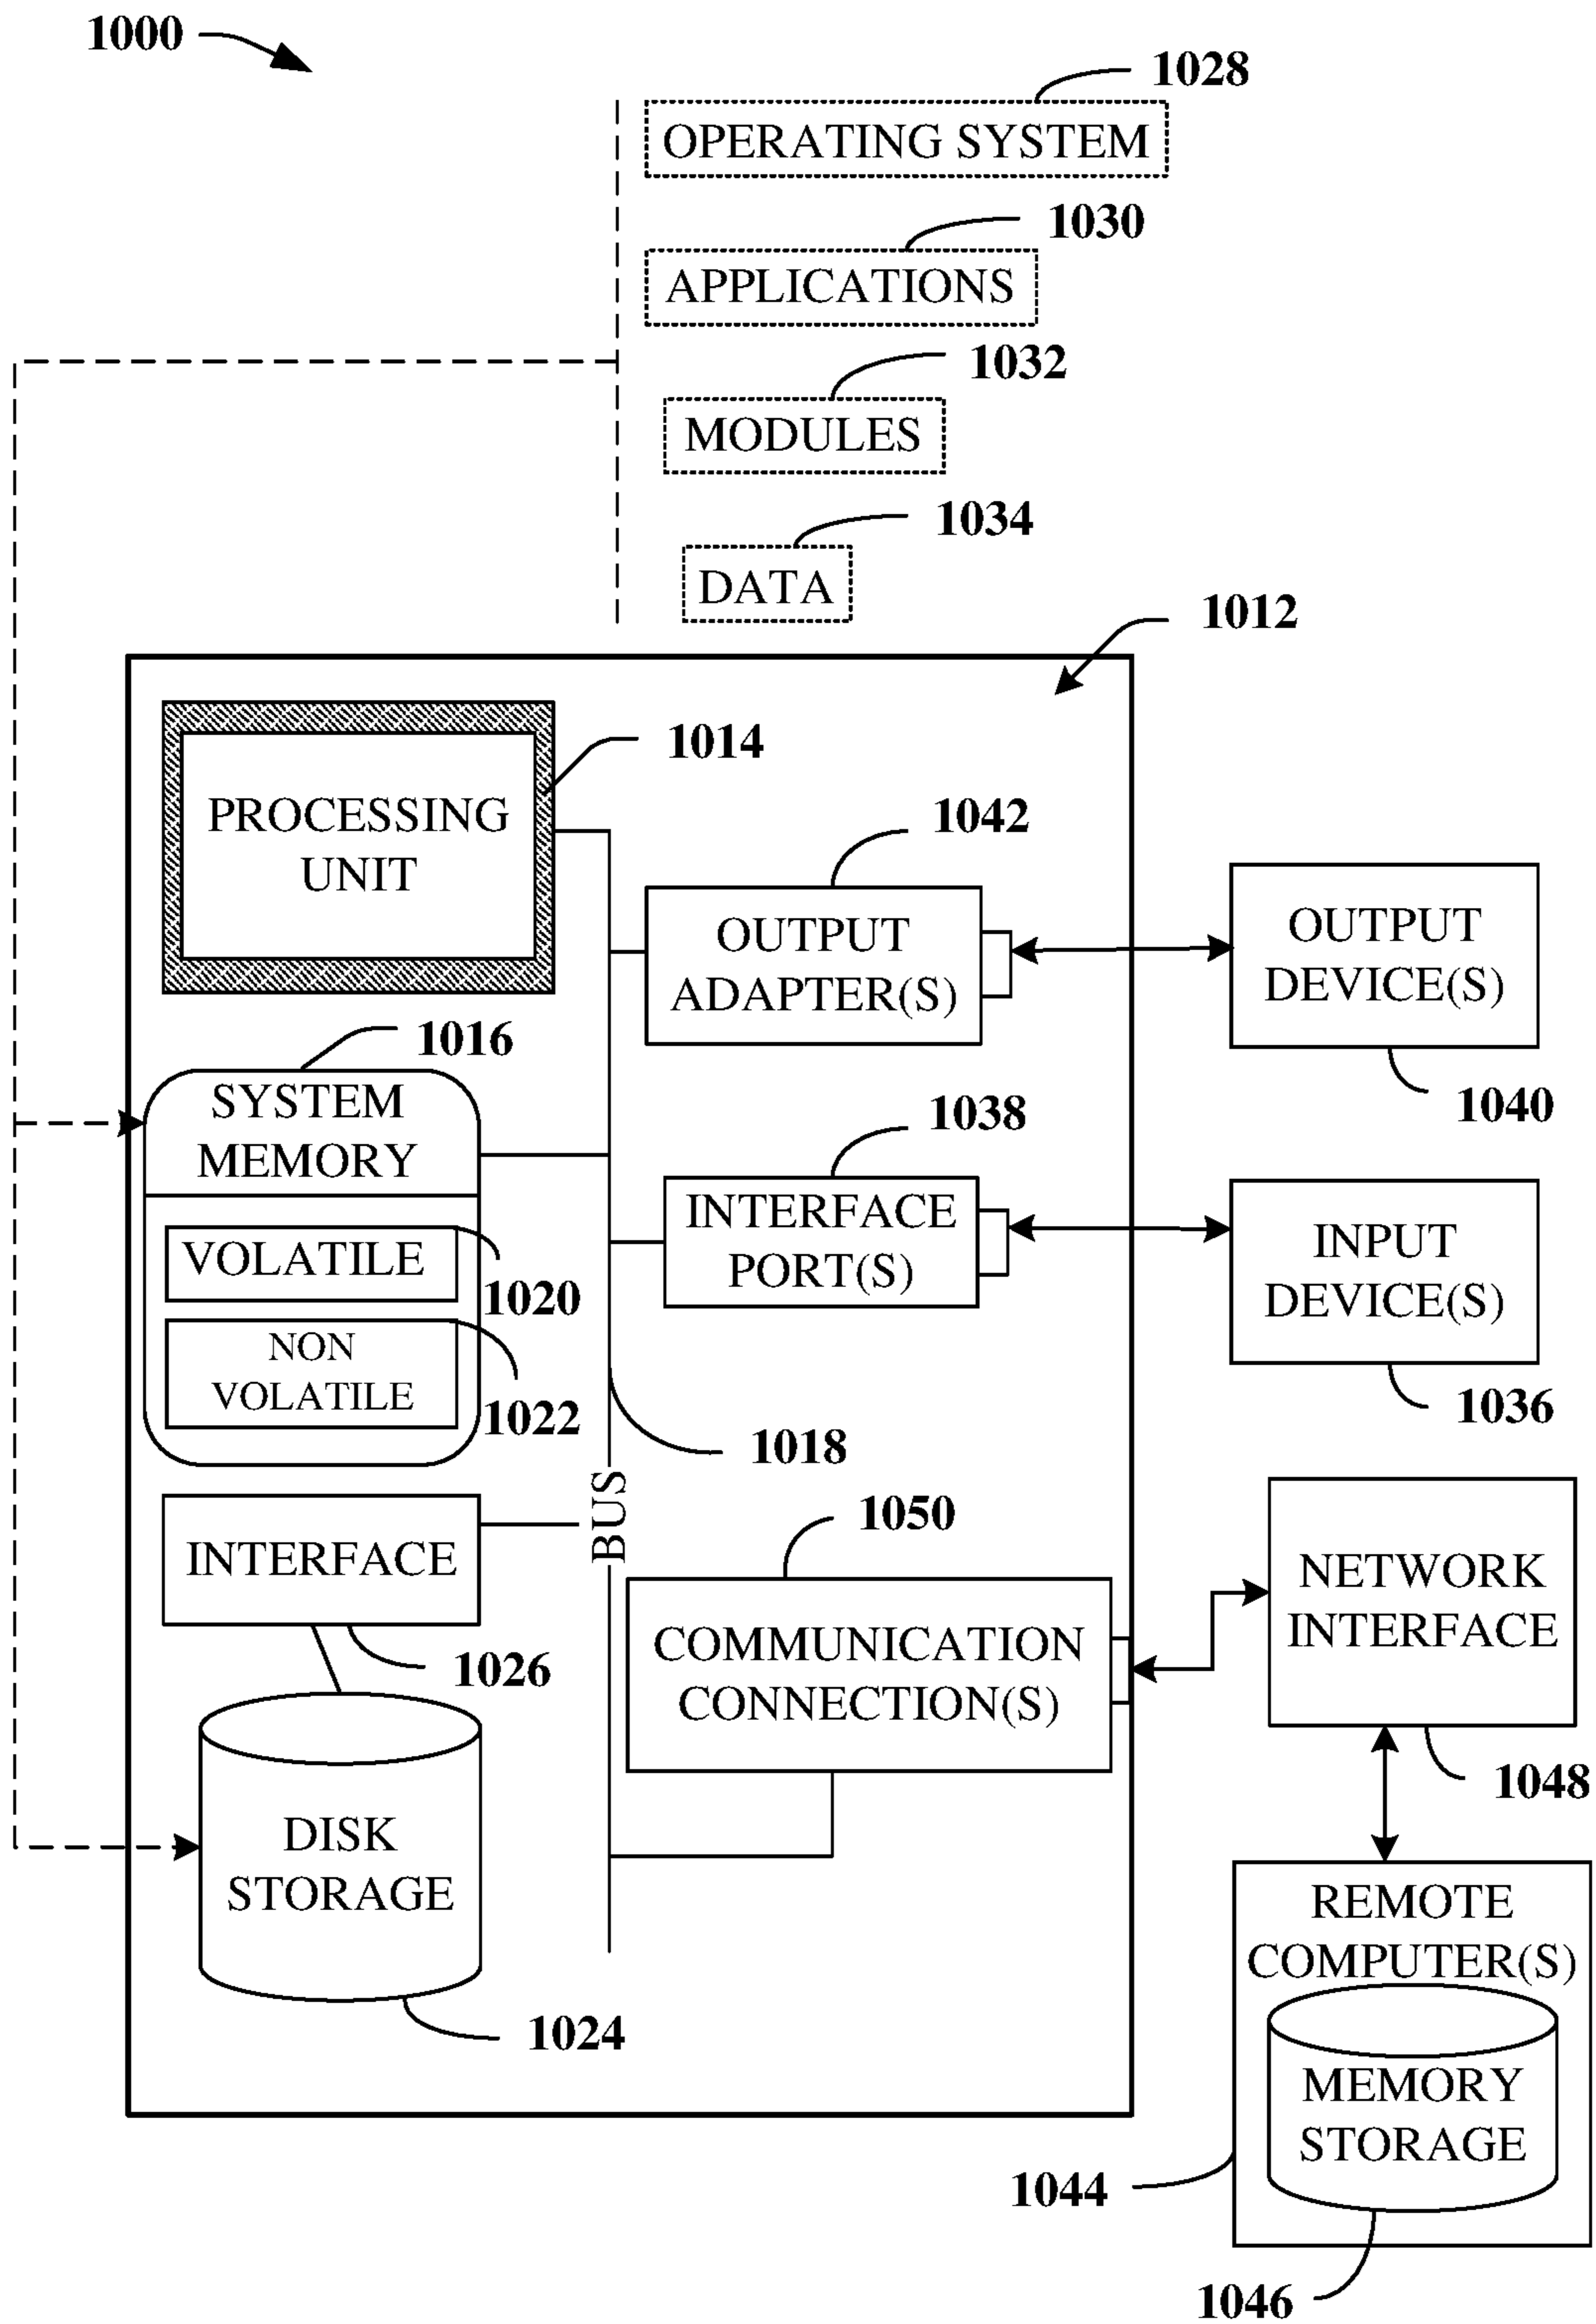 1000
1028
OPERATING SYSTEM
1030
APPLICATIONS
1032
MODULES
1034
DATA
1012
1014
PROCESSING
UNIT
1042
OUTPUT
ADAPTER(S)
OUTPUT
DEVICE(S)
1040
1016
SYSTEM
MEMORY
1038
INTERFACE
PORT(S)
INPUT
DEVICE(S)
1036
VOLATILE
1020
NON
VOLATILE
1022
1018
BUS
INTERFACE
1026
1050
COMMUNICATION
CONNECTION(S)
NETWORK
INTERFACE
1048
DISK
STORAGE
1024
REMOTE
COMPUTER(S)
MEMORY
STORAGE
1044
1046